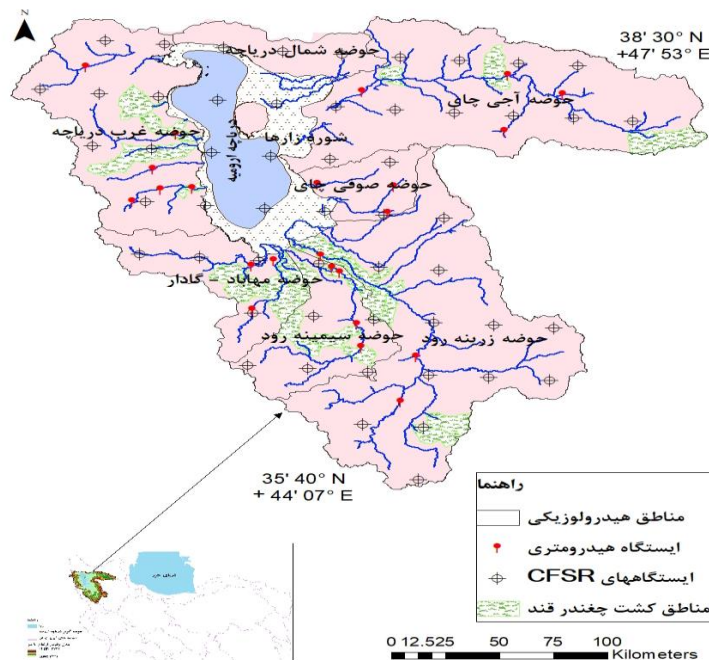 N
38' 30° N
+47' 53° E
حوضه شمال دریاچه
حوضه آجی چای
حوضه غرب دریاچه
شوره زارها
دریاچه ارومیه
حوضه صوفی چای
حوضه مهاباد - گادار
حوضه سیمینه رود
حوضه زرینه رود
35' 40° N
+ 44' 07° E
راهنما
مناطق هیدرولوزیکی
ایستگاه هیدرومتری
ایستگاههای CFSR
مناطق کشت چغندر قند
0 12.525 50 75 100
Kilometers